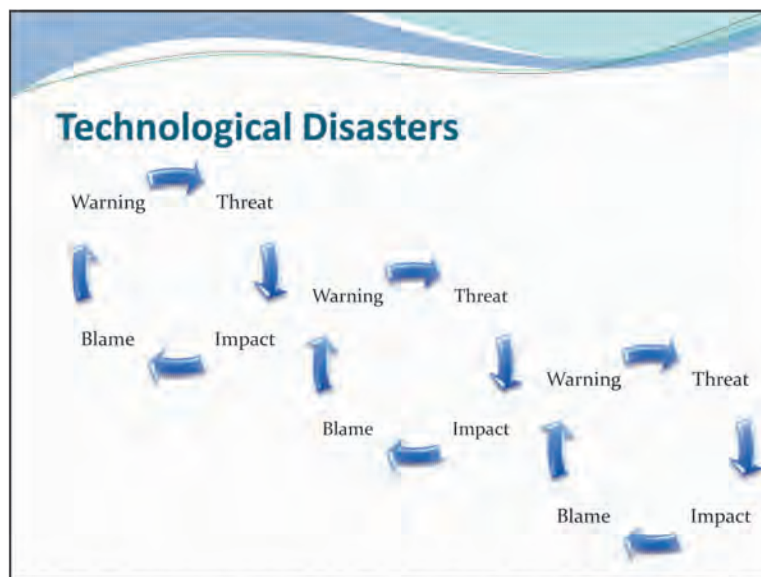 Technological Disasters
Warning
Threat
Impact
Blame
Warning
Threat
Impact
Blame
Warning
Threat
Impact
Blame